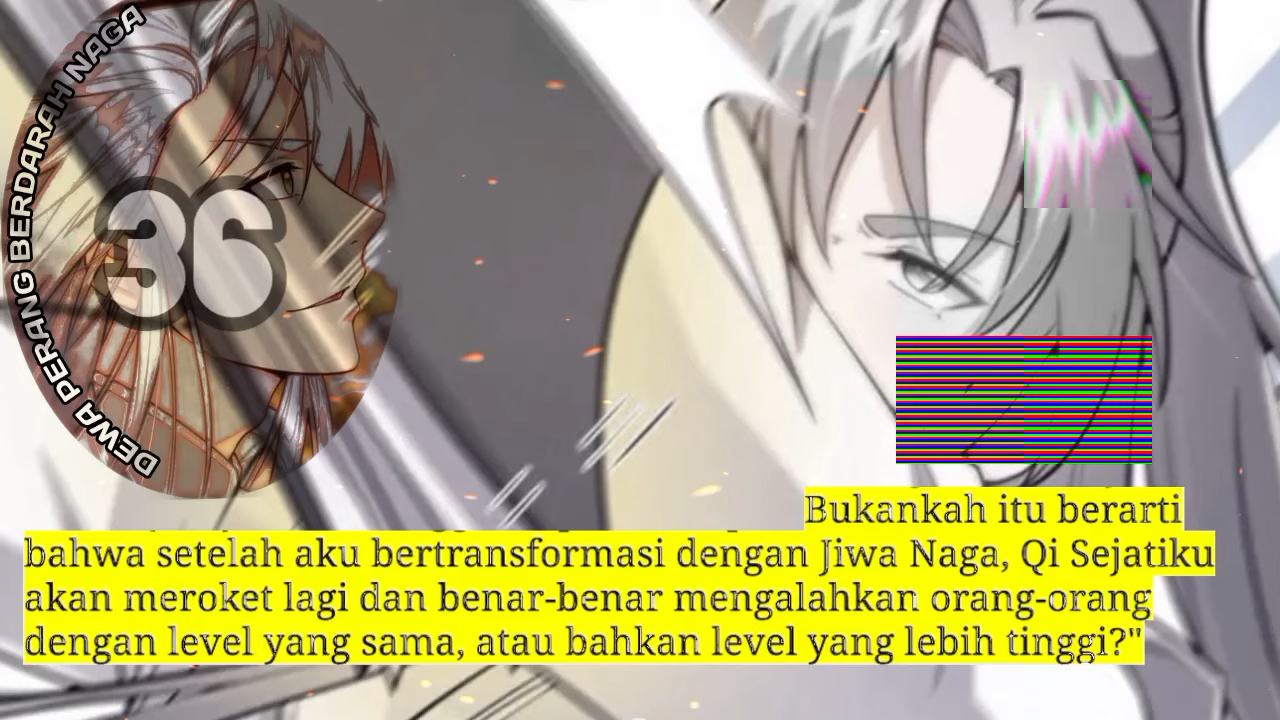 DEWA PERANG BERDARAH NAGA
36
Bukankah itu berarti
bahwa setelah aku bertransformasi dengan Jiwa Naga, Qi Sejatiku
akan meroket lagi dan benar-benar mengalahkan orang-orang
dengan level yang sama, atau bahkan level yang lebih tinggi?"